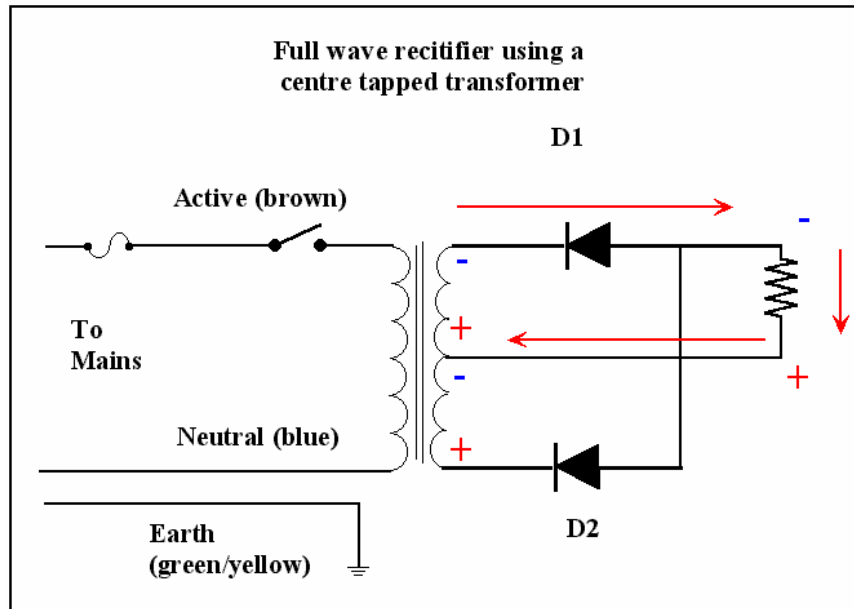 Full wave recitifier using a
centre tapped transformer
D1
Active (brown)
-
-
+
To
Mains
-
+
Neutral (blue)
+
D2
Earth
(green/yellow)